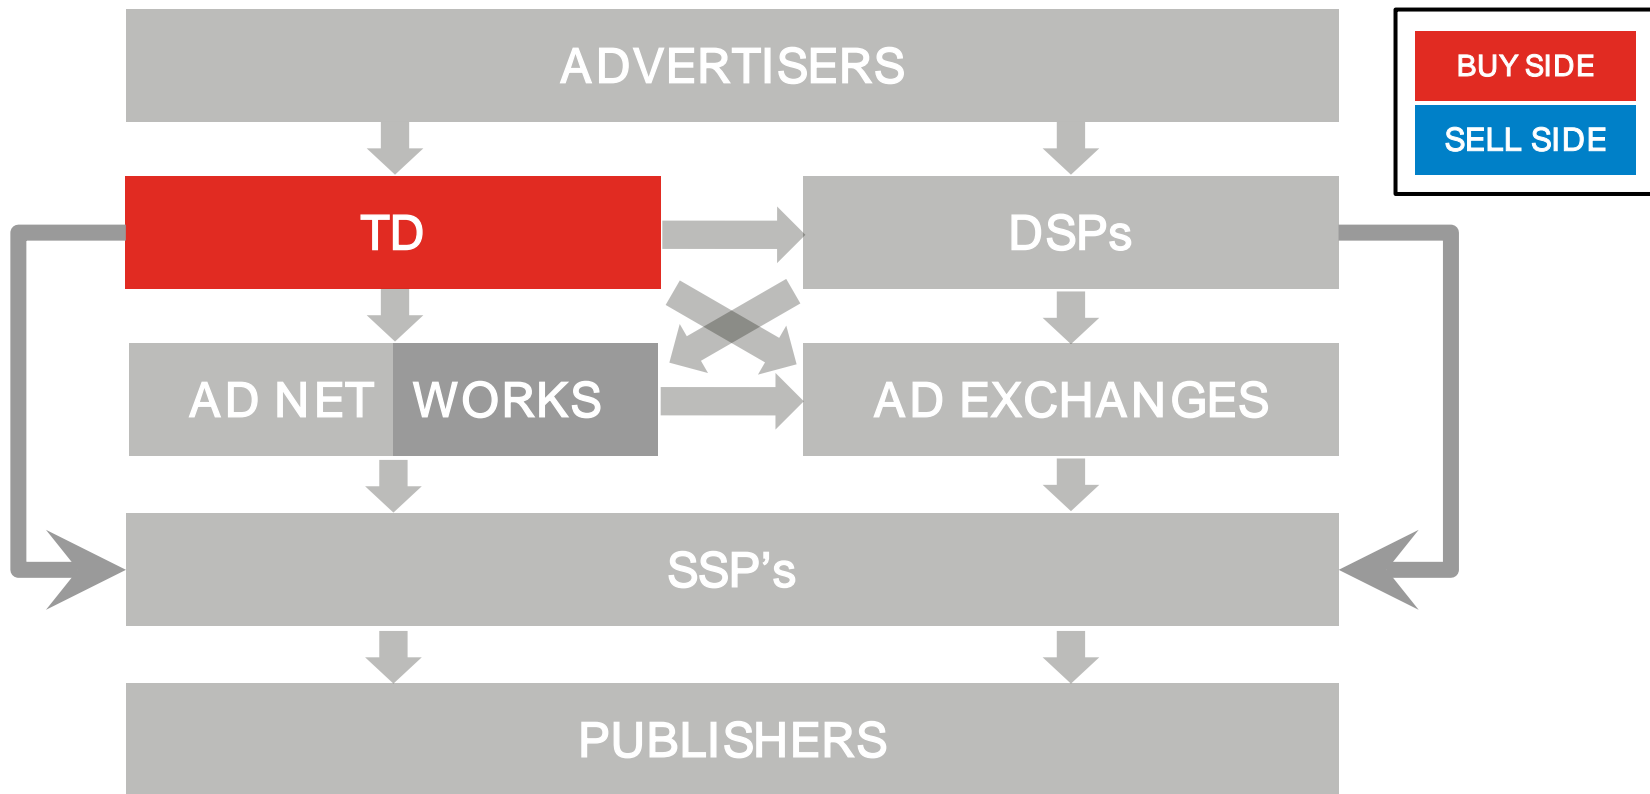 ADVERTISERS
BUY SIDE
SELL SIDE
TD
DSPs
AD NET WORKS
AD EXCHANGES
SSP’s
PUBLISHERS